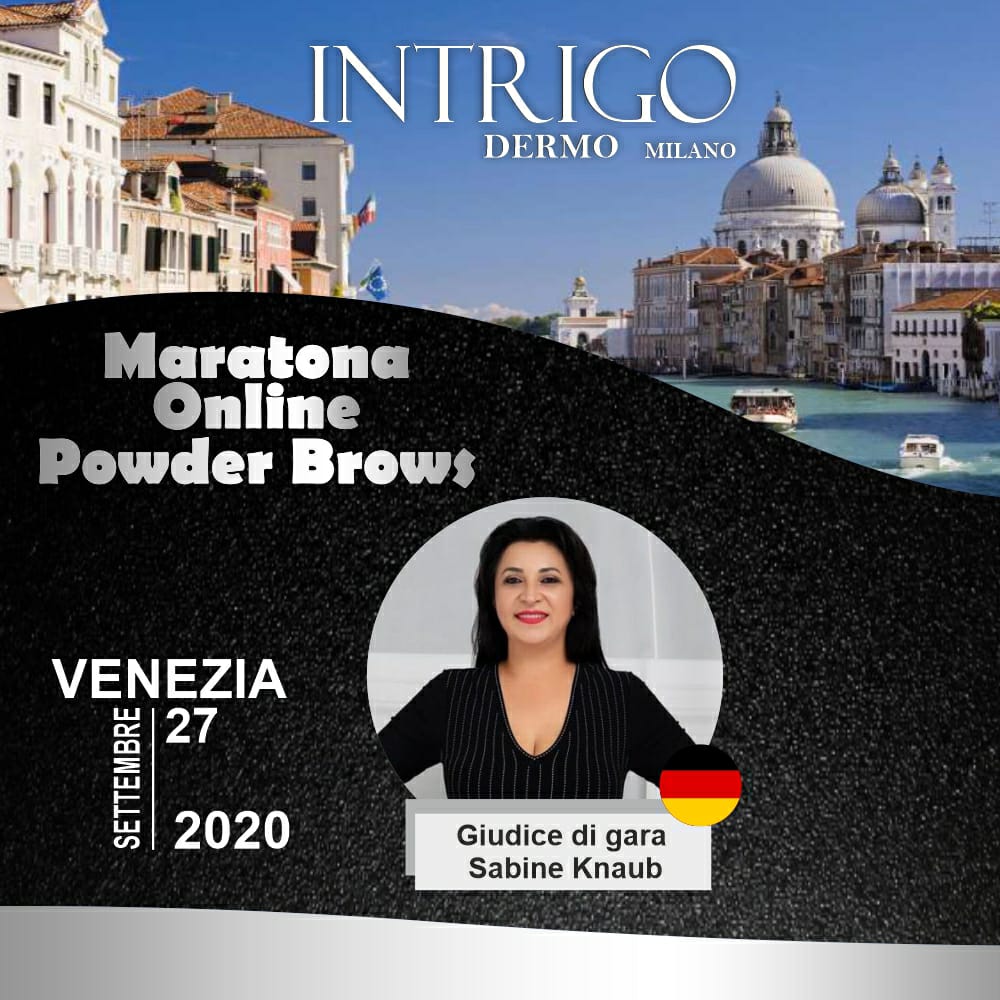 INTRIGO
DERMO MILANO
Maratona
Online
Powder Brows
VENEZIA
SETTEMBRE
27
2020
Giudice di gara
Sabine Knaub